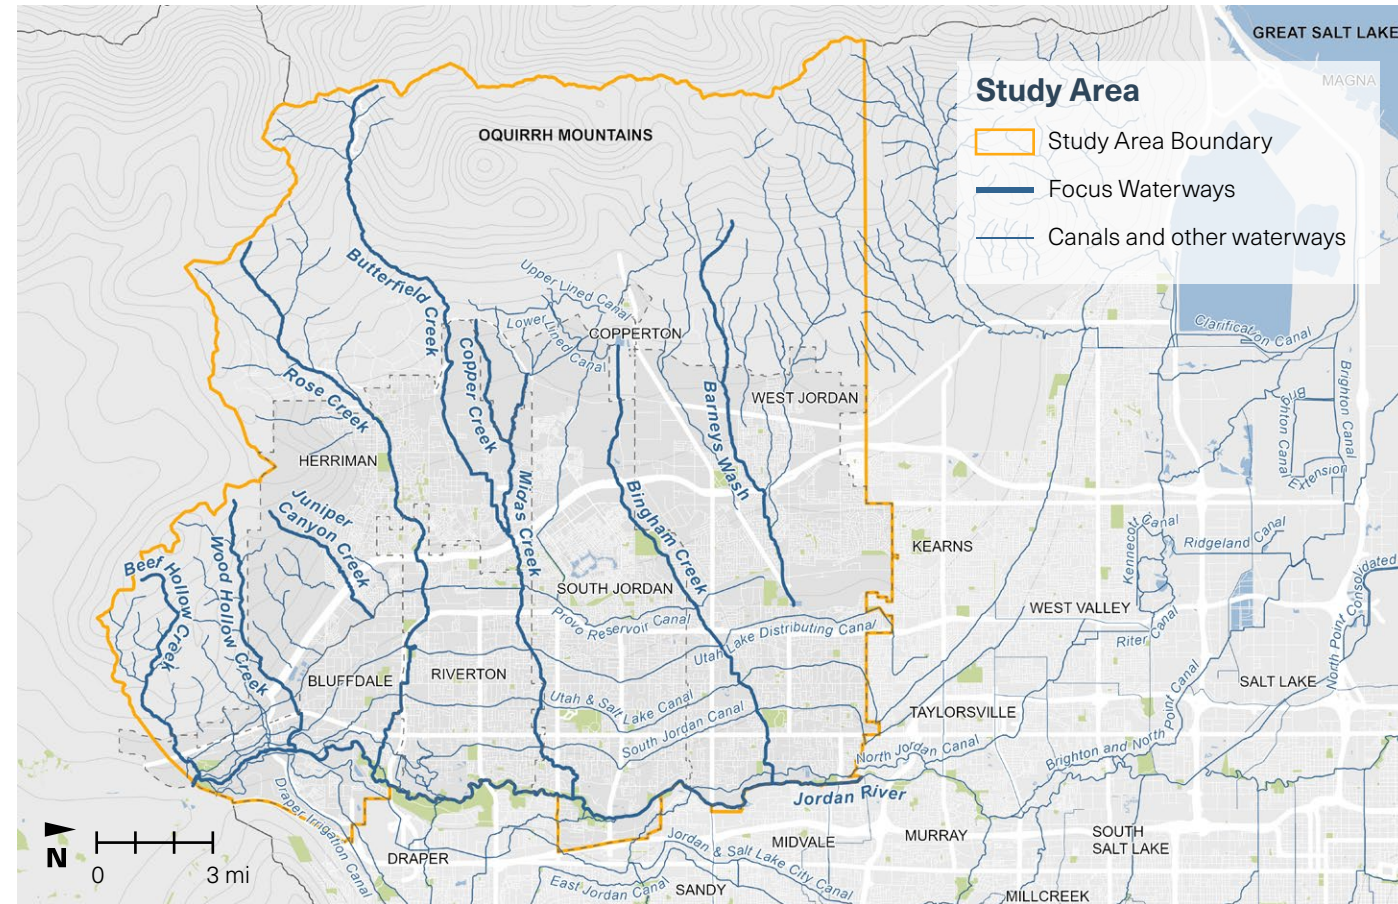 GREAT SALT LAKE
MAGNA
Study Area
Study Area Boundary
Focus Waterways
Canals and other waterways
OQUIRRH MOUNTAINS
Butterfield Creek
Upper Lined Canal
Lower Lined Canal
COPPERTON
Copper Creek
Rose Creek
Barneys Wash
WEST JORDAN
Clarification Canal
Brighton Canal
Brighton Canal Extension
HERRIMAN
Juniper
Canyon Creek
Midas Creek
Bingham Creek
Beef Hollow Creek
Wood Hollow Creek
KEARNS
Kennecott Canal
Ridgeland Canal
SOUTH JORDAN
Provo Reservoir Canal
Utah Lake Distributing Canal
WEST VALLEY
Riter Canal
North Point Consolidated
BLUFFDALE
RIVERTON
SALT LAKE
Utah & Salt Lake Canal
South Jordan Canal
TAYLORSVILLE
North Jordan Canal
Brighton and North Point Canal
Jordan River
Draper Irrigation Canal
N
0
3 mi
DRAPER
MIDVALE
MURRAY
SOUTH
SALT LAKE
Jordan & Salt Lake City Canal
East Jordan Canal
SANDY
MILLCREEK